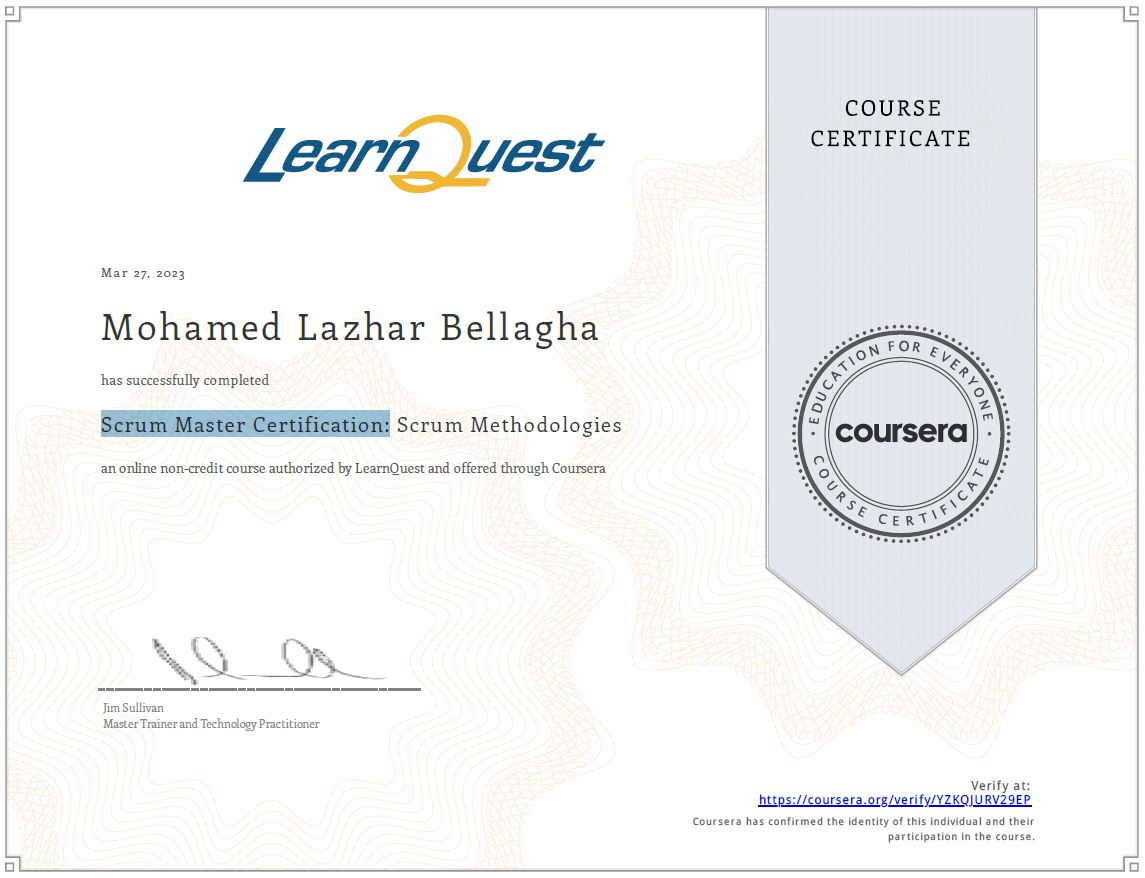 LearnQuest
COURSE
CERTIFICATE
Mar 27, 2023
Mohamed Lazhar Bellagha
has successfully completed
Scrum Master Certification: Scrum Methodologies
an online non-credit course authorized by LearnQuest and offered through Coursera
EDUCATION FOR EVERYONE
coursera
COURSE CERTIFICATE
Jim Sullivan
Master Trainer and Technology Practitioner
Verify at:
https://coursera.org/verify/YZKQJURV29EP
Coursera has confirmed the identity of this individual and their
participation in the course.